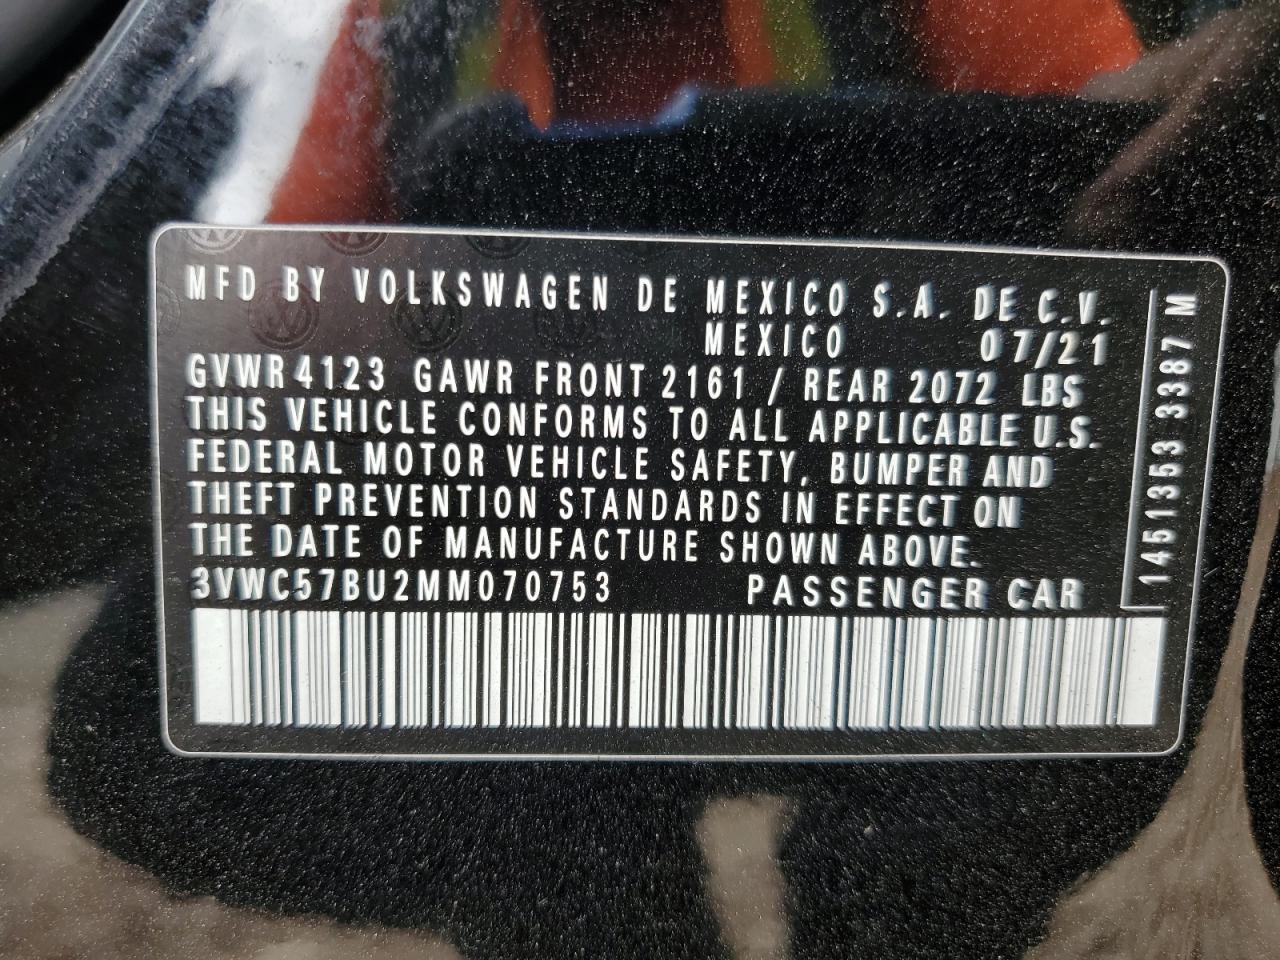 MFD BY VOLKSWAGEN DE MEXICO S.A. DE C.V.
MEXICO 07/21
GVWR 4123 GAWR FRONT 2161 / REAR 2072 LBS
THIS VEHICLE CONFORMS TO ALL APPLICABLE U.S.
FEDERAL MOTOR VEHICLE SAFETY, BUMPER AND
THEFT PREVENTION STANDARDS IN EFFECT ON
THE DATE OF MANUFACTURE SHOWN ABOVE.
3VWC57BU2MM070753 PASSENGER CAR
1451353 3387 M